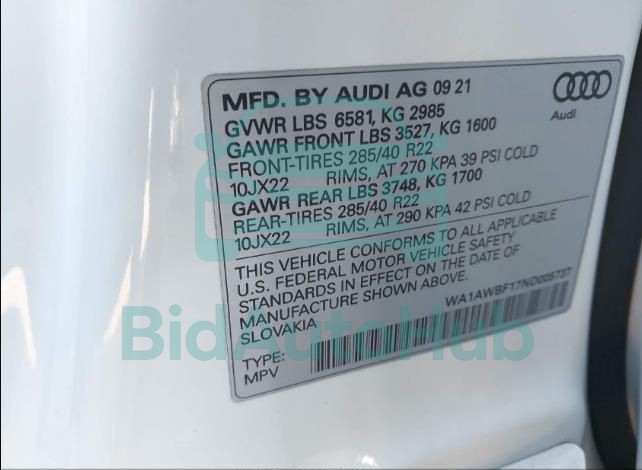 MFD. BY AUDI AG 09 21
Audi
GVWR LBS 6581, KG 2985
GAWR FRONT LBS 3527, KG 1600
FRONT-TIRES 285/40 R22
10JX22 RIMS, AT 270 KPA 39 PSI COLD
GAWR REAR LBS 3748, KG 1700
REAR-TIRES 285/40 R22
10JX22 RIMS, AT 290 KPA 42 PSI COLD
THIS VEHICLE CONFORMS TO ALL APPLICABLE
U.S. FEDERAL MOTOR VEHICLE SAFETY
STANDARDS IN EFFECT ON THE DATE OF
MANUFACTURE SHOWN ABOVE.
SLOVAKIA
WA1AWBF17ND005737
TYPE:
MPV
BidAutoHub